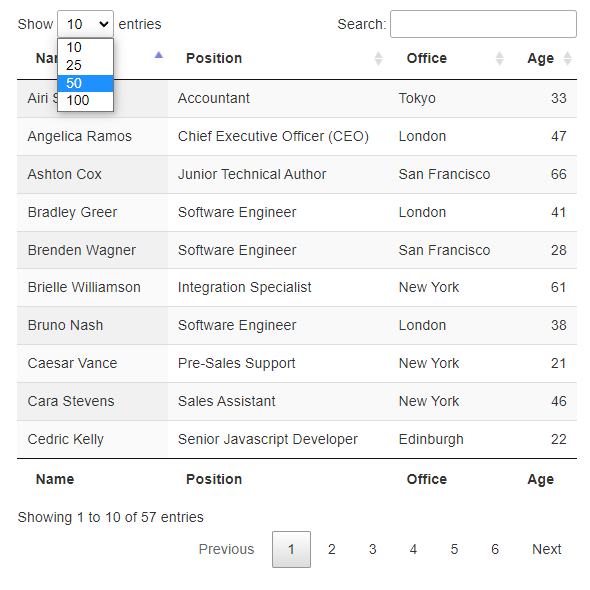 Show 10 entries Search:
10
25
50
100
Na Position Office Age
Airi S Accountant Tokyo 33
Angelica Ramos Chief Executive Officer (CEO) London 47
Ashton Cox Junior Technical Author San Francisco 66
Bradley Greer Software Engineer London 41
Brenden Wagner Software Engineer San Francisco 28
Brielle Williamson Integration Specialist New York 61
Bruno Nash Software Engineer London 38
Caesar Vance Pre-Sales Support New York 21
Cara Stevens Sales Assistant New York 46
Cedric Kelly Senior Javascript Developer Edinburgh 22
Name Position Office Age
Showing 1 to 10 of 57 entries
Previous 1 2 3 4 5 6 Next